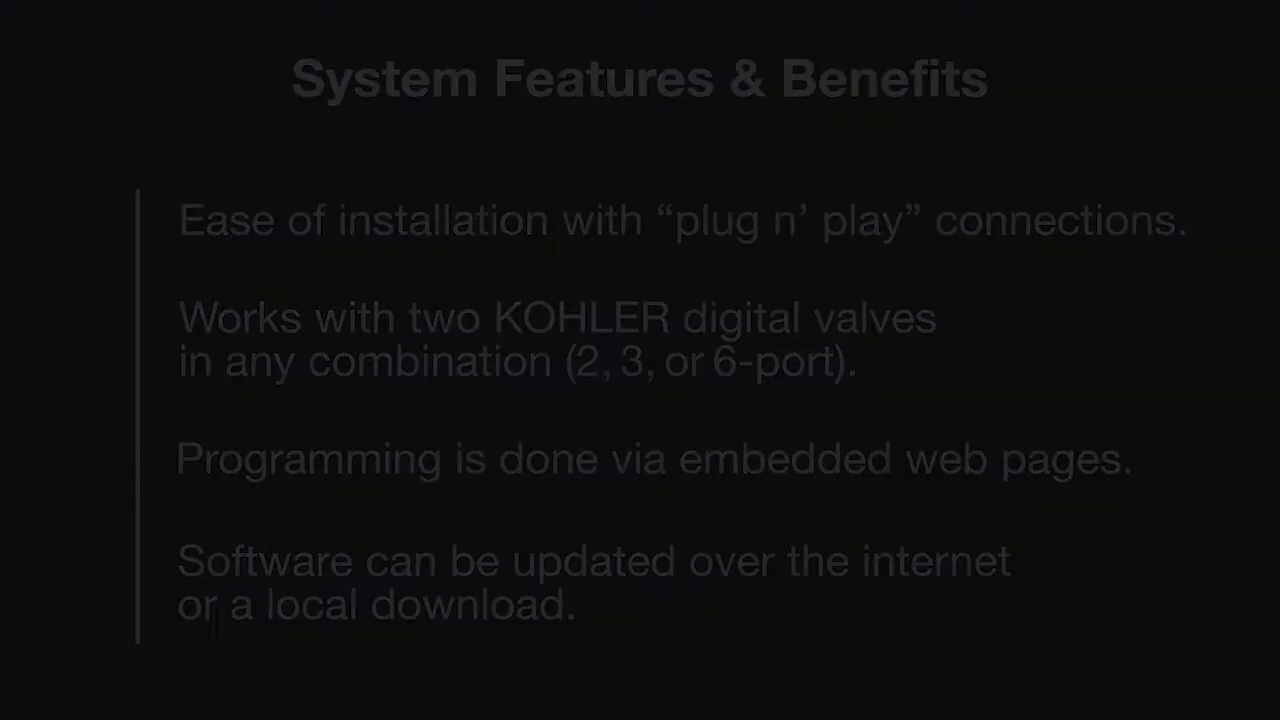 System Features & Benefits
Ease of installation with “plug n’ play” connections.
Works with two KOHLER digital valves
in any combination (2, 3, or 6-port).
Programming is done via embedded web pages.
Software can be updated over the internet
or a local download.